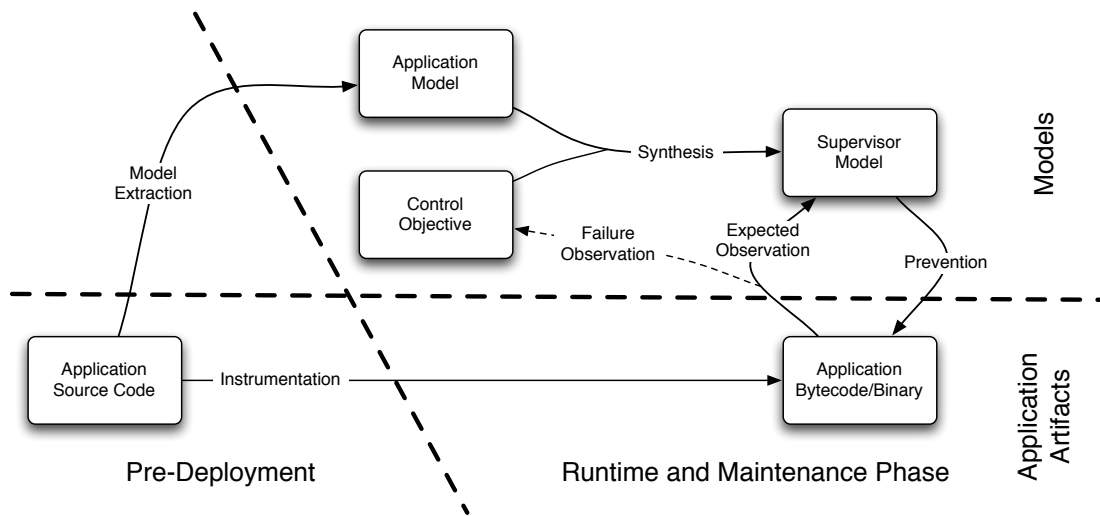 Application
Model
Synthesis
Supervisor
Model
Models
Model
Extraction
Control
Objective
Failure
Observation
Expected
Observation
Prevention
Application
Source Code
Instrumentation
Application
Bytecode/Binary
Application
Artifacts
Pre-Deployment
Runtime and Maintenance Phase